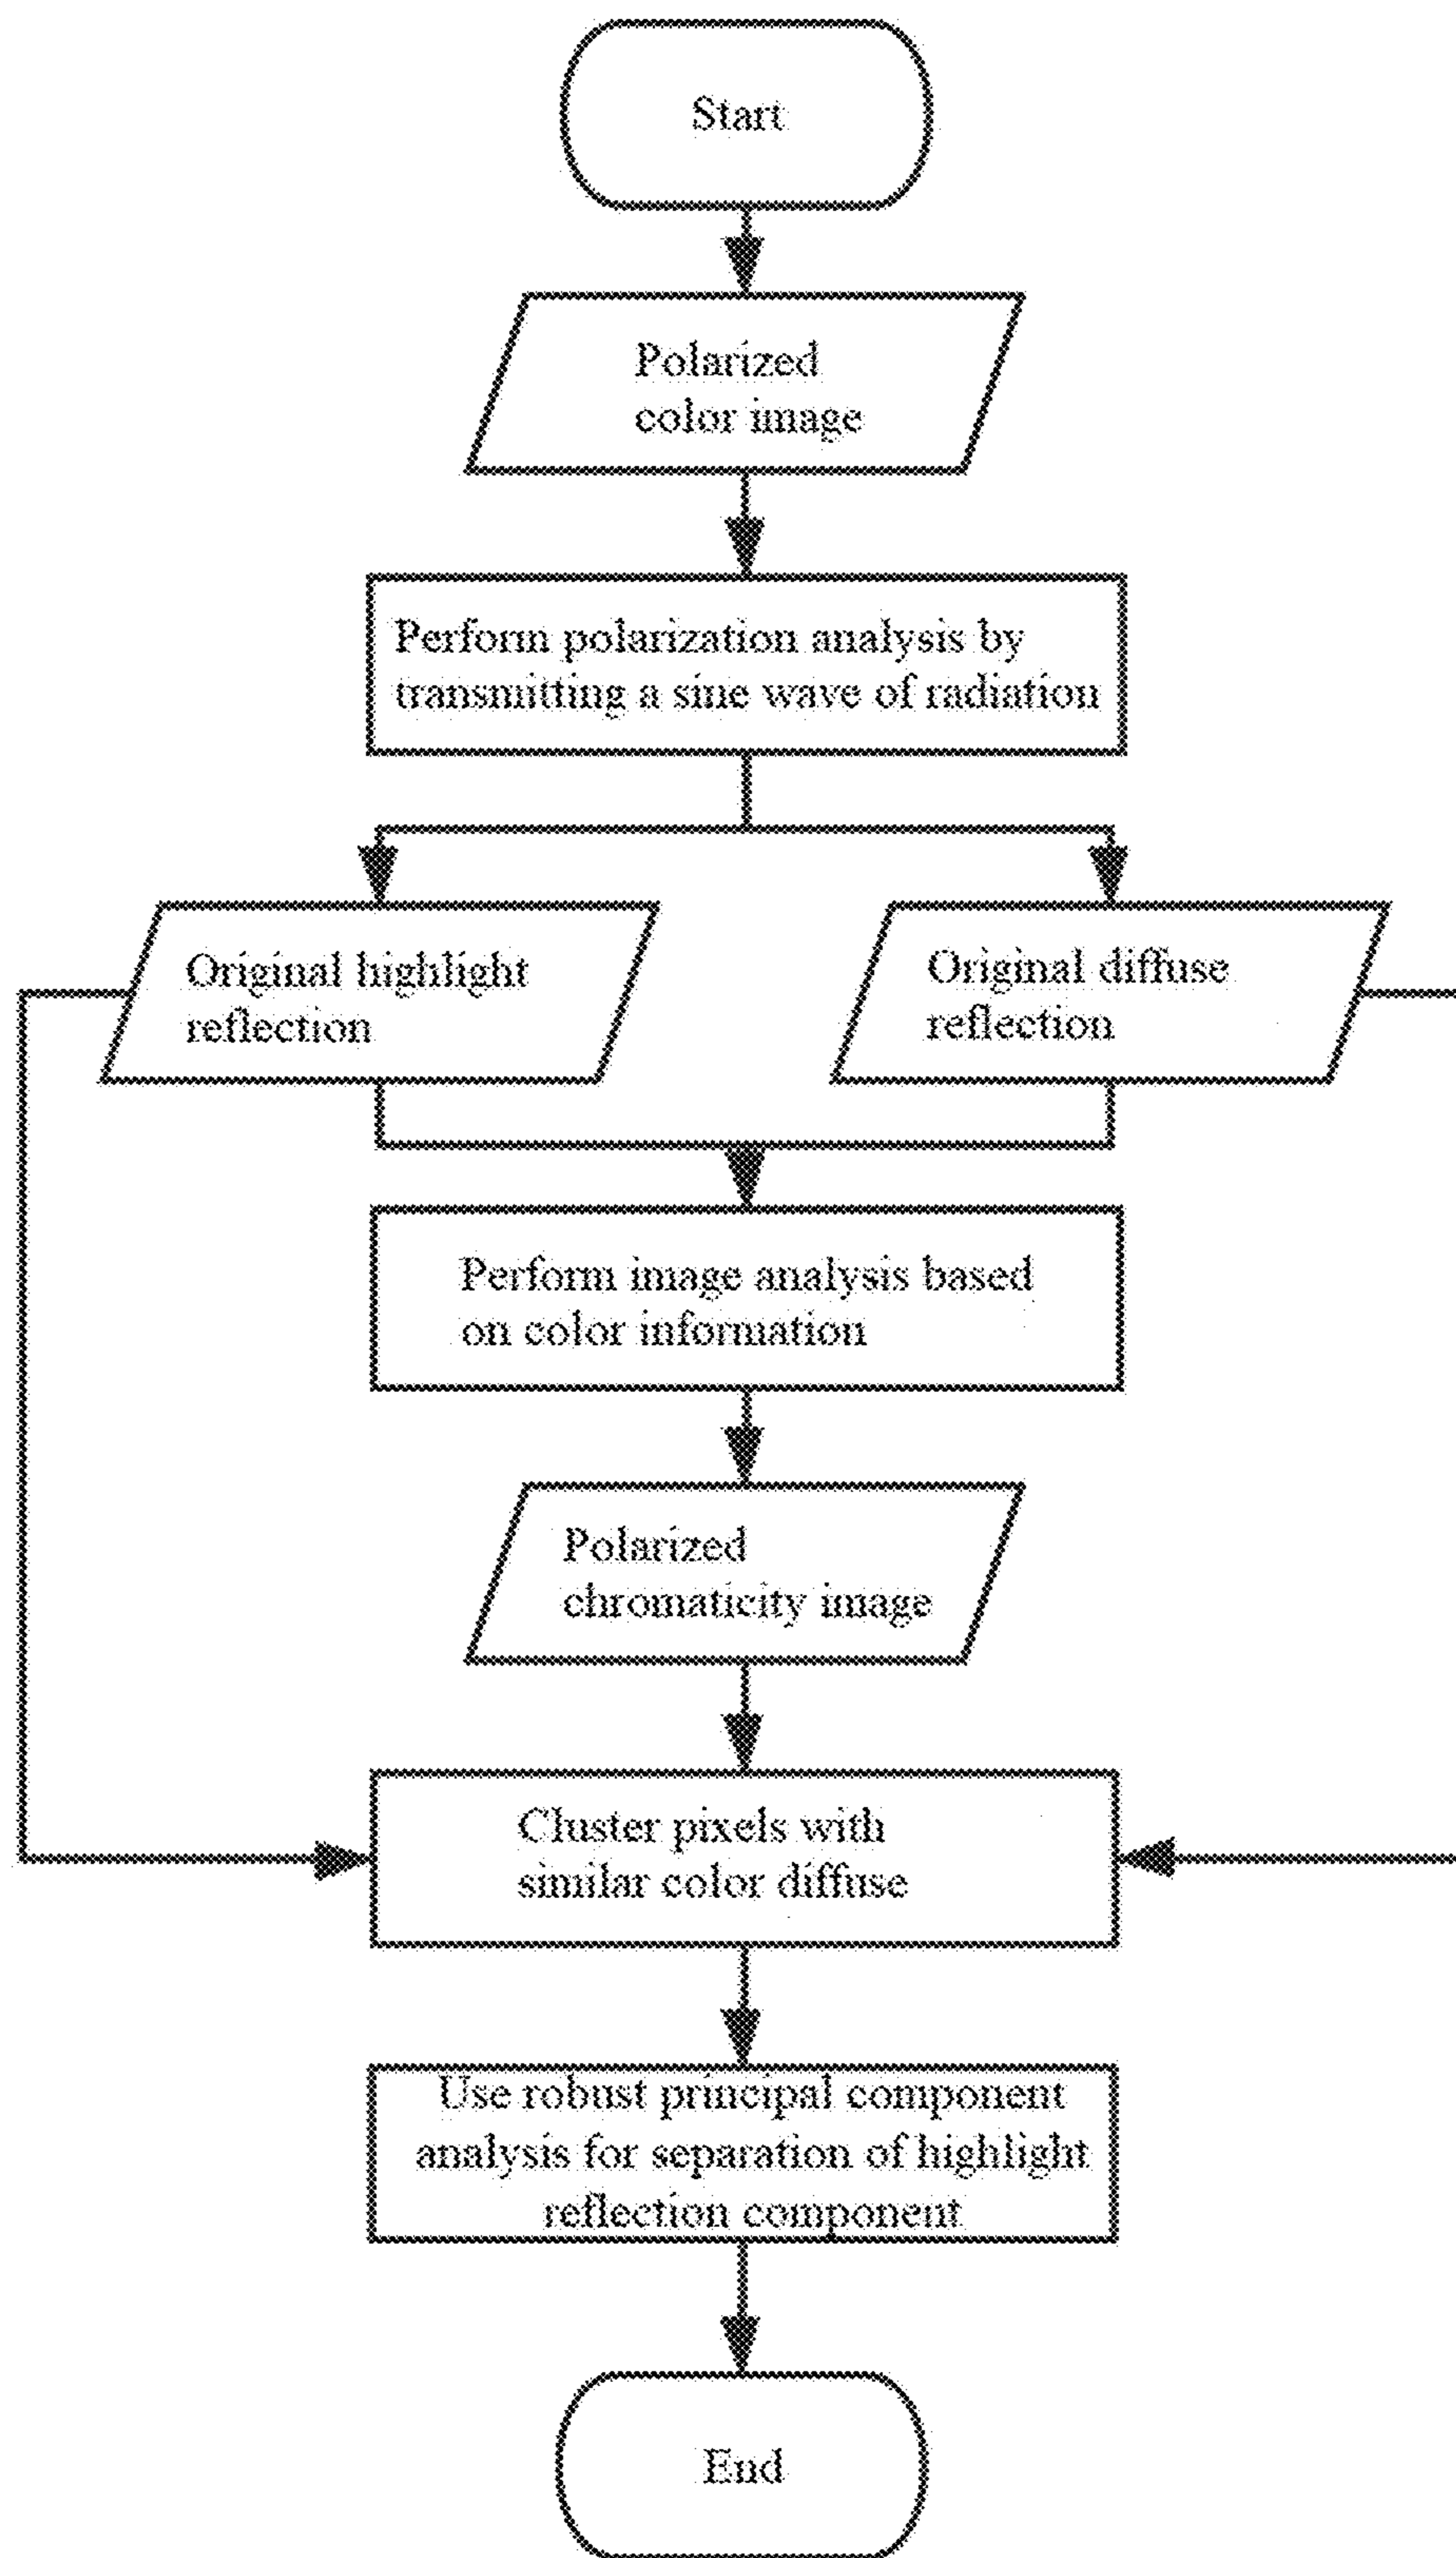 Start
Polarized
color image
Perform polarization analysis by
transmitting a sine wave of radiation
Original highlight
reflection
Original diffuse
reflection
Perform image analysis based
on color information
Polarized
chromaticity image
Cluster pixels with
similar color diffuse
Use robust principal component
analysis for separation of highlight
reflection component
End